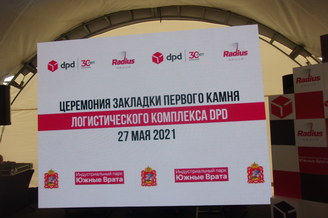 dpd 30 Radius dpd 30 Radius
ЦЕРЕМОНИЯ ЗАКЛАДКИ ПЕРВОГО КАМНЯ
ЛОГИСТИЧЕСКОГО КОМПЛЕКСА DPD
27 МАЯ 2021
Индустриальный парк
Южные Врата
Индустриальный парк
Южные Врата
Radius